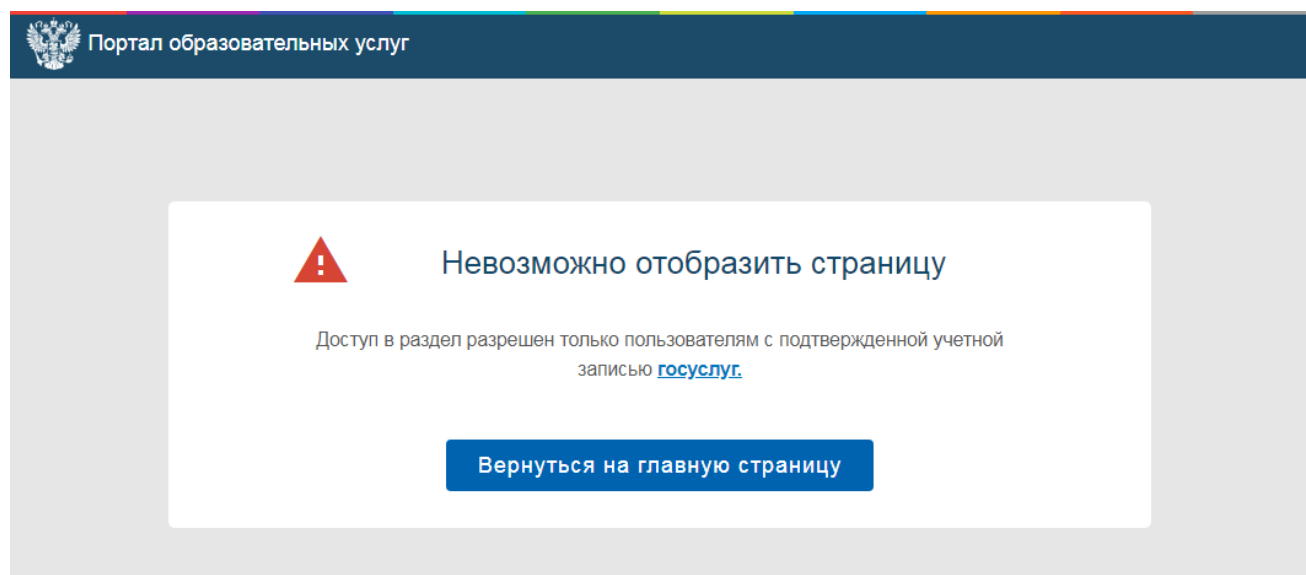 Портал образовательных услуг
Невозможно отобразить страницу
Доступ в раздел разрешен только пользователям с подтвержденной учетной
записью госуслуг.
Вернуться на главную страницу